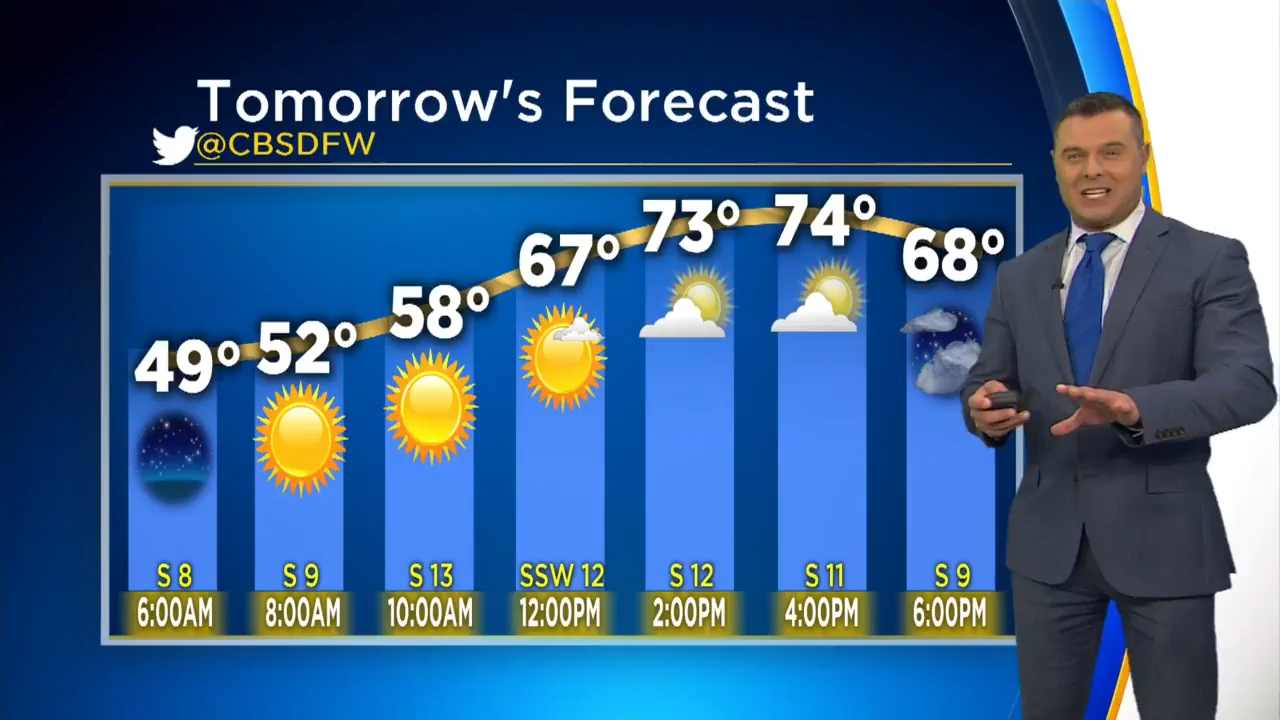 Tomorrow's Forecast
@CBSDFW
49° 52° 58° 67° 73° 74° 68°
S 8 S 9 S 13 SSW 12 S 12 S 11 S 9
6:00AM 8:00AM 10:00AM 12:00PM 2:00PM 4:00PM 6:00PM